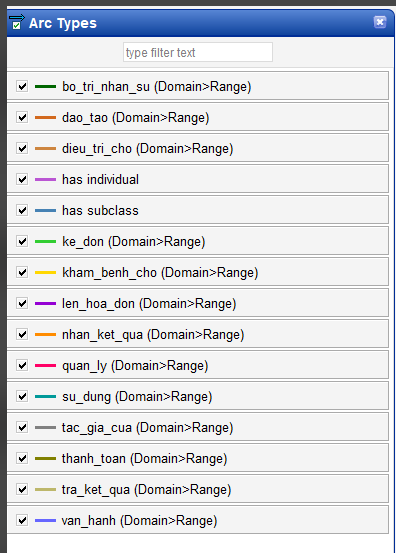 Arc Types
type filter text
bo_tri_nhan_su (Domain>Range)
dao_tao (Domain>Range)
dieu_tri_cho (Domain>Range)
has individual
has subclass
ke_don (Domain>Range)
kham_benh_cho (Domain>Range)
len_hoa_don (Domain>Range)
nhan_ket_qua (Domain>Range)
quan_ly (Domain>Range)
su_dung (Domain>Range)
tac_gia_cua (Domain>Range)
thanh_toan (Domain>Range)
tra_ket_qua (Domain>Range)
van_hanh (Domain>Range)